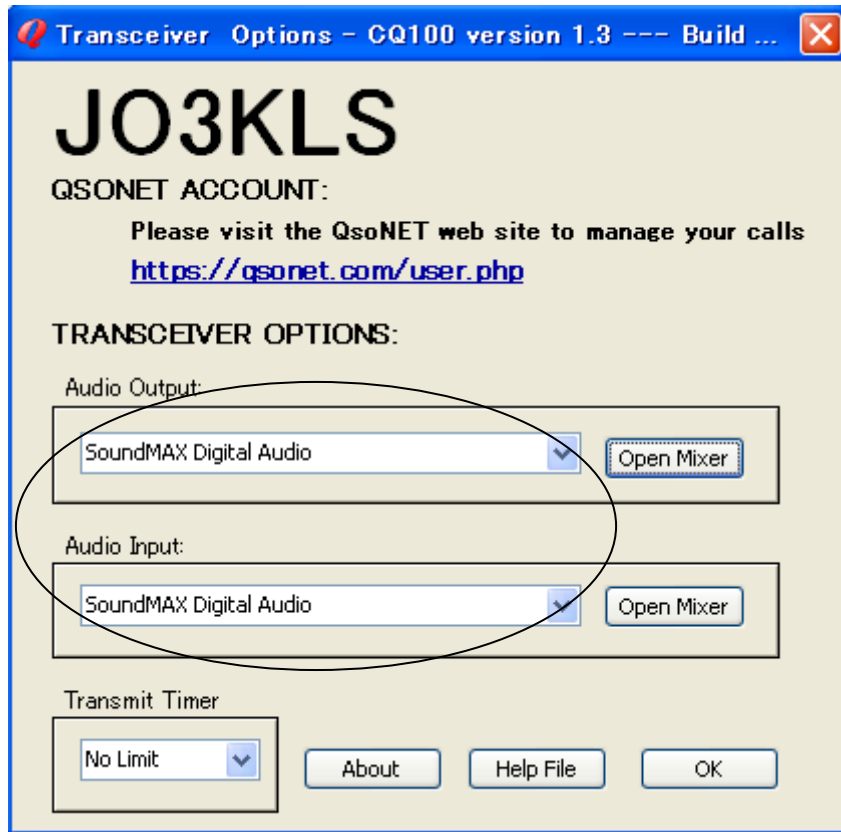 Transceiver Options - CQ100 version 1.3 --- Build ...
JO3KLS
QSONET ACCOUNT:
Please visit the QsoNET web site to manage your calls
https://qsonet.com/user.php
TRANSCEIVER OPTIONS:
Audio Output:
SoundMAX Digital Audio
Open Mixer
Audio Input:
SoundMAX Digital Audio
Open Mixer
Transmit Timer
No Limit
About
Help File
OK